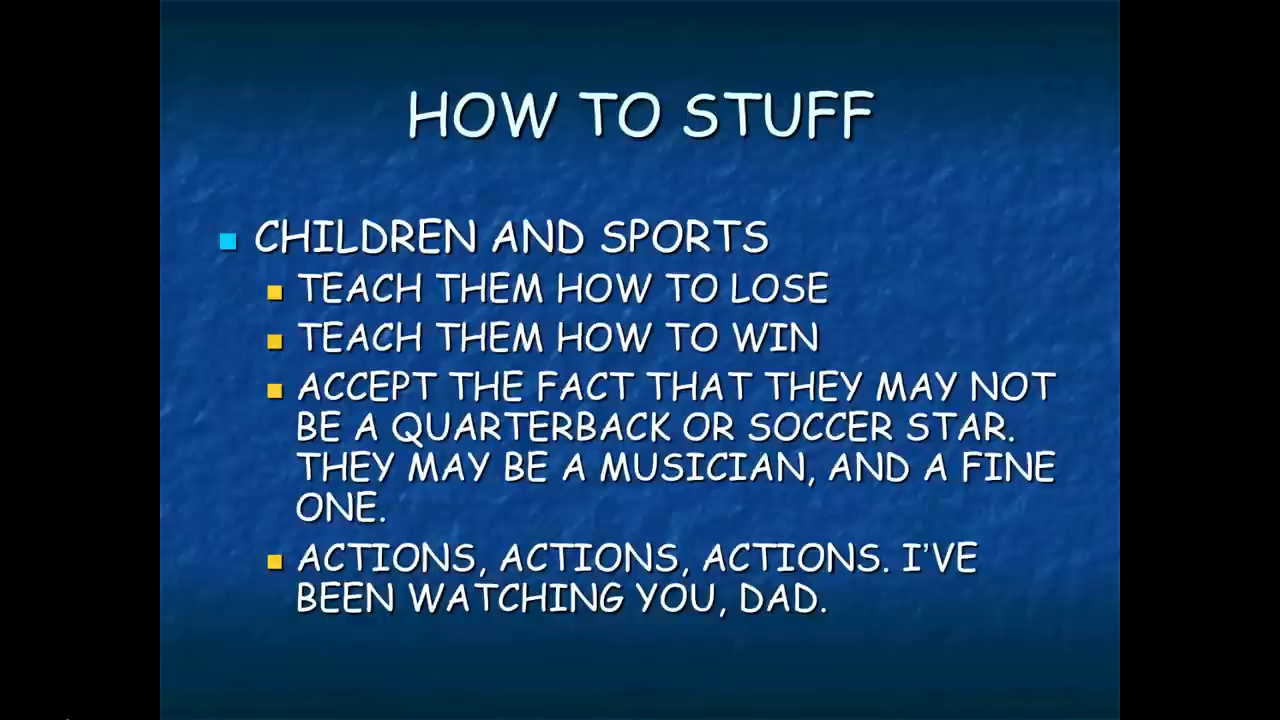 HOW TO STUFF
CHILDREN AND SPORTS
TEACH THEM HOW TO LOSE
TEACH THEM HOW TO WIN
ACCEPT THE FACT THAT THEY MAY NOT
BE A QUARTERBACK OR SOCCER STAR.
THEY MAY BE A MUSICIAN, AND A FINE
ONE.
ACTIONS, ACTIONS, ACTIONS. I'VE
BEEN WATCHING YOU, DAD.